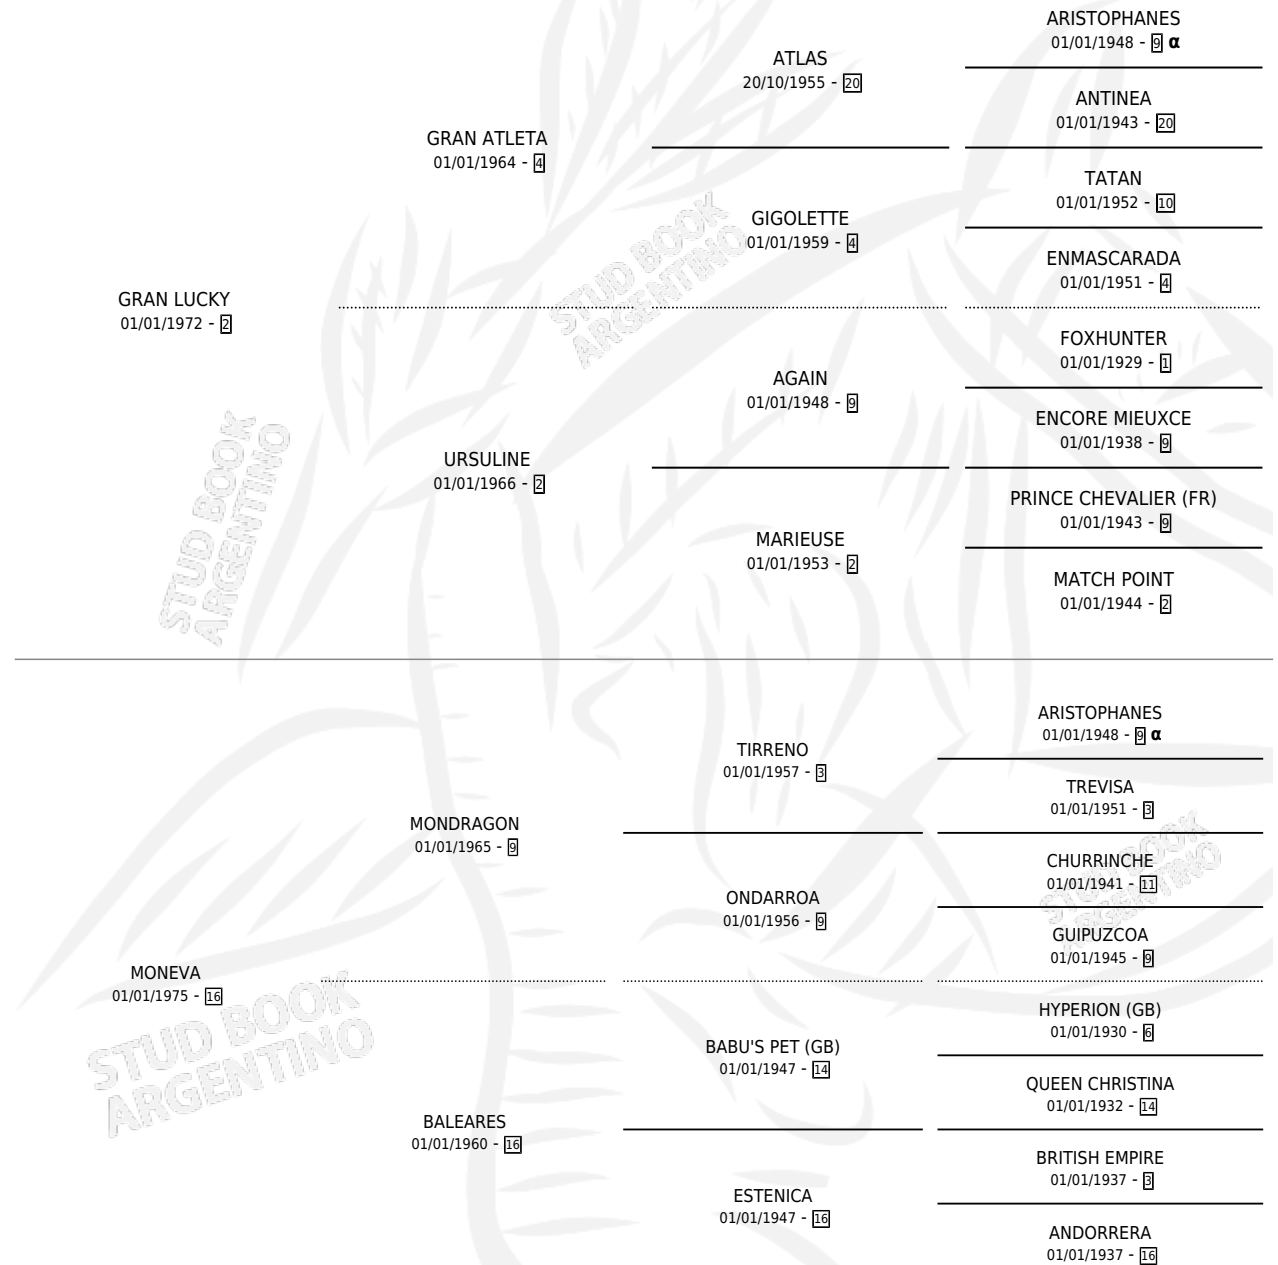 ARISTOPHANES
01/01/1948 - 9 α
ATLAS
20/10/1955 - 20
ANTINEA
01/01/1943 - 20
GRAN ATLETA
01/01/1964 - 4
TATAN
01/01/1952 - 10
GIGOLETTE
01/01/1959 - 4
ENMASCARADA
01/01/1951 - 4
GRAN LUCKY
01/01/1972 - 2
FOXHUNTER
01/01/1929 - 1
AGAIN
01/01/1948 - 9
ENCORE MIEUXCE
01/01/1938 - 9
URSULINE
01/01/1966 - 2
PRINCE CHEVALIER (FR)
01/01/1943 - 9
MARIEUSE
01/01/1953 - 2
MATCH POINT
01/01/1944 - 2
STUD BOOK
ARGENTINO
STUD BOOK
ARGENTINO
ARISTOPHANES
01/01/1948 - 9 α
TIRRENO
01/01/1957 - 3
TREVISA
01/01/1951 - 3
MONDRAGON
01/01/1965 - 9
CHURRINCHE
01/01/1941 - 11
ONDARROA
01/01/1956 - 9
GUIPUZCOA
01/01/1945 - 9
MONEVA
01/01/1975 - 16
HYPERION (GB)
01/01/1930 - 6
BABU'S PET (GB)
01/01/1947 - 14
QUEEN CHRISTINA
01/01/1932 - 14
BALEARES
01/01/1960 - 16
BRITISH EMPIRE
01/01/1937 - 3
ESTENICA
01/01/1947 - 16
ANDORRERA
01/01/1937 - 16
STUD BOOK
ARGENTINO
STUD BOOK
ARGENTINO